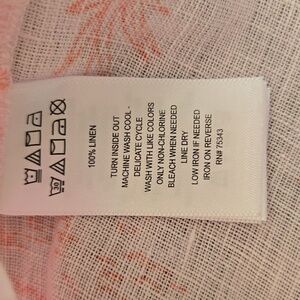 100% LINEN
TURN INSIDE OUT
MACHINE WASH COOL -
DELICATE CYCLE
WASH WITH LIKE COLORS
ONLY NON-CHLORINE
BLEACH WHEN NEEDED
LINE DRY
LOW IRON IF NEEDED
IRON ON REVERSE
RN# 75343